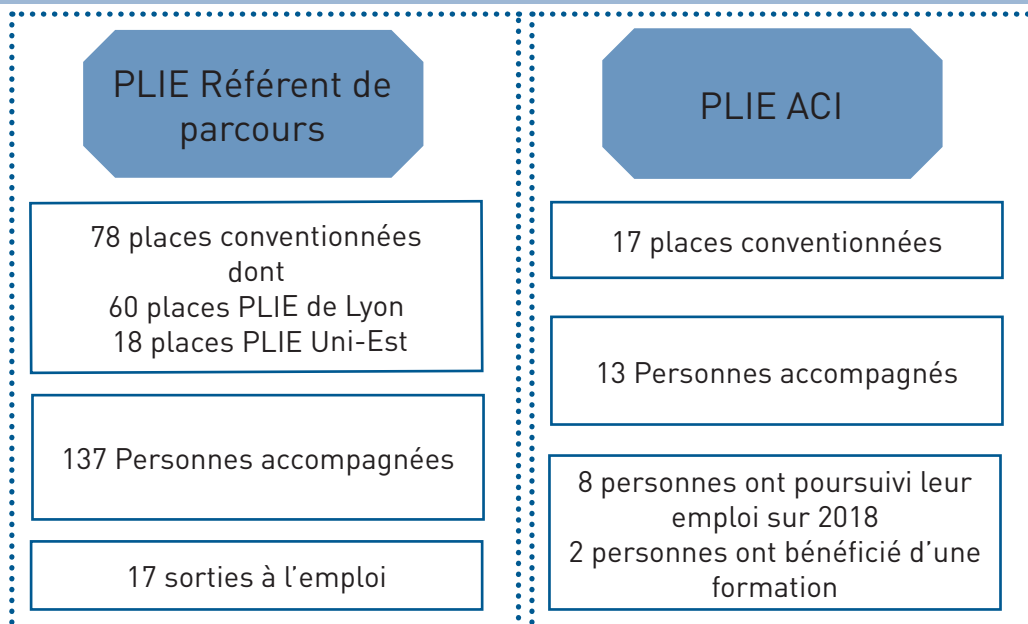 PLIE Référent de
parcours
78 places conventionnées
dont
60 places PLIE de Lyon
18 places PLIE Uni-Est
137 Personnes accompagnées
17 sorties à l'emploi
PLIE ACI
17 places conventionnées
13 Personnes accompagnés
8 personnes ont poursuivi leur
emploi sur 2018
2 personnes ont bénéficié d'une
formation